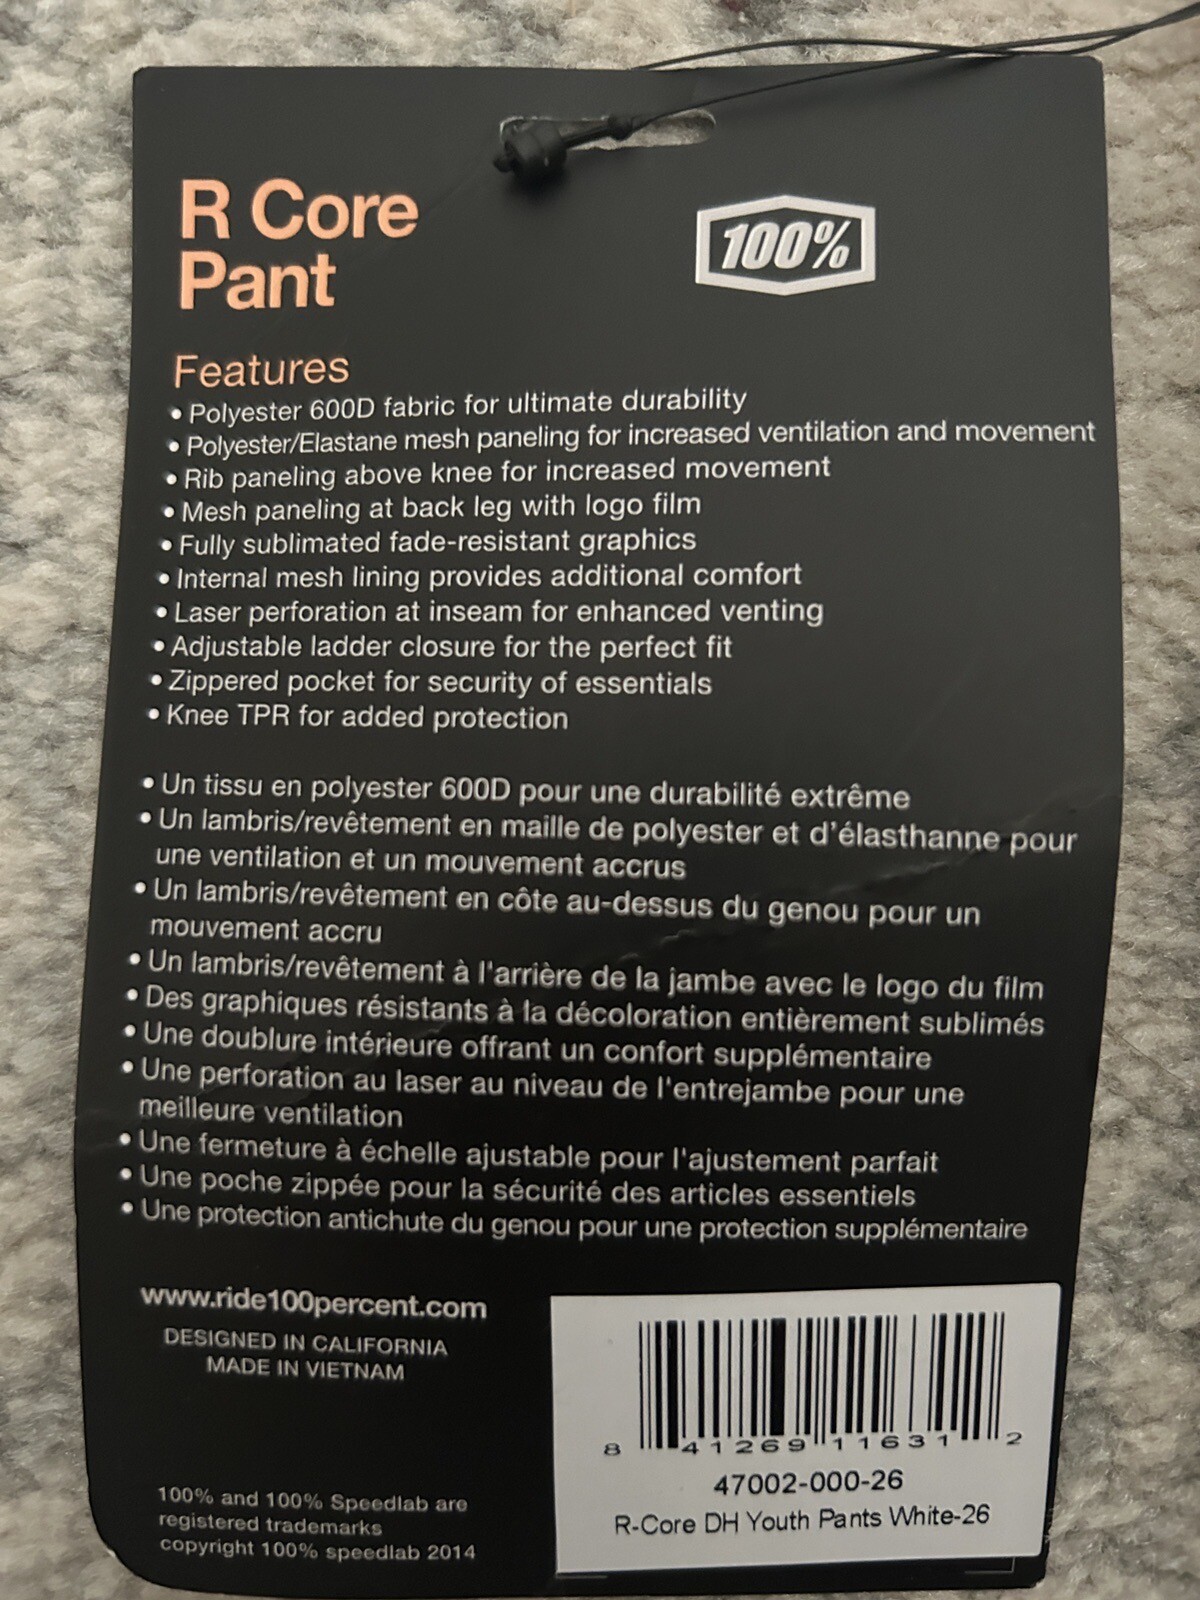 R Core
Pant
100%
Features
• Polyester 600D fabric for ultimate durability
• Polyester/Elastane mesh paneling for increased ventilation and movement
• Rib paneling above knee for increased movement
• Mesh paneling at back leg with logo film
• Fully sublimated fade-resistant graphics
• Internal mesh lining provides additional comfort
• Laser perforation at inseam for enhanced venting
• Adjustable ladder closure for the perfect fit
• Zippered pocket for security of essentials
• Knee TPR for added protection
• Un tissu en polyester 600D pour une durabilité extrême
• Un lambris/revêtement en maille de polyester et d'élasthanne pour
une ventilation et un mouvement accrus
• Un lambris/revêtement en côte au-dessus du genou pour un
mouvement accru
• Un lambris/revêtement à l'arrière de la jambe avec le logo du film
• Des graphiques résistants à la décoloration entièrement sublimés
• Une doublure intérieure offrant un confort supplémentaire
• Une perforation au laser au niveau de l'entrejambe pour une
meilleure ventilation
• Une fermeture à échelle ajustable pour l'ajustement parfait
• Une poche zippée pour la sécurité des articles essentiels
• Une protection antichute du genou pour une protection supplémentaire
www.ride100percent.com
DESIGNED IN CALIFORNIA
MADE IN VIETNAM
100% and 100% Speedlab are
registered trademarks
copyright 100% speedlab 2014
8 41269 11631 2
47002-000-26
R-Core DH Youth Pants White-26